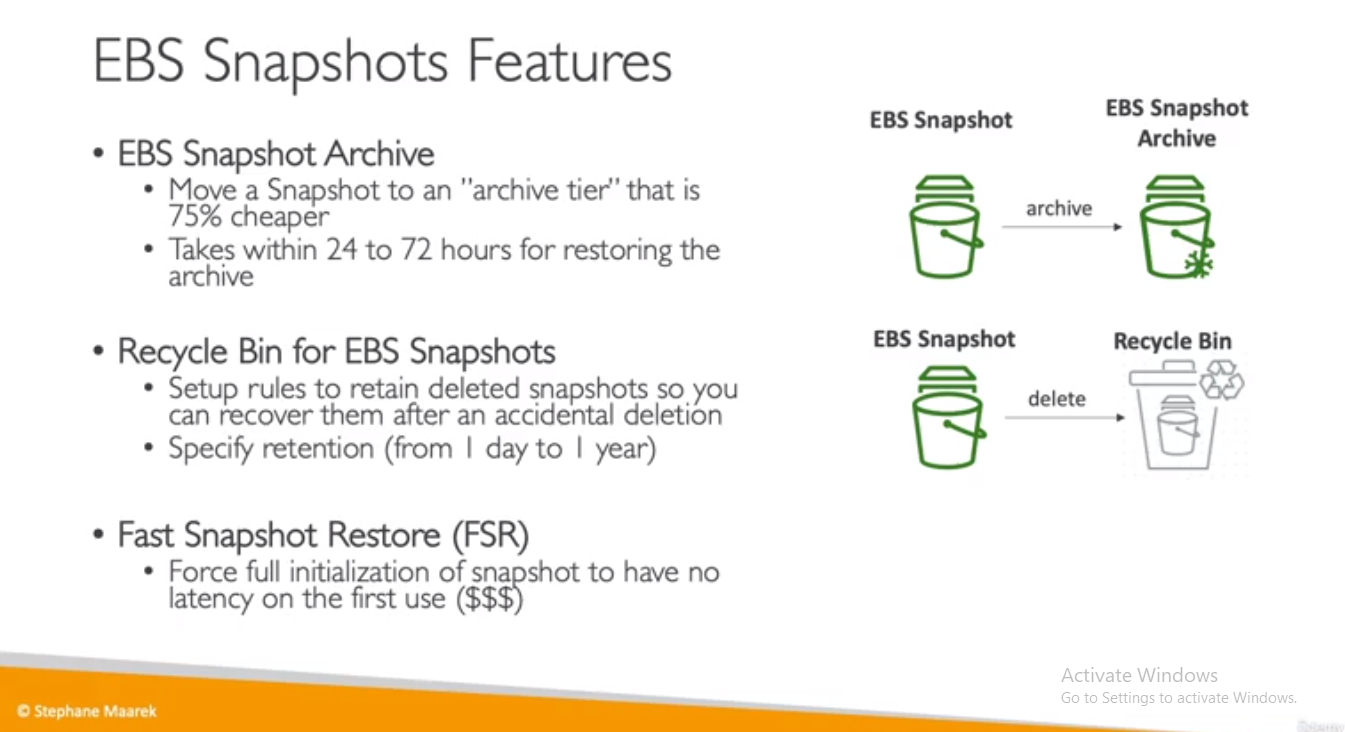 EBS Snapshots Features
• EBS Snapshot Archive
• Move a Snapshot to an "archive tier" that is
75% cheaper
• Takes within 24 to 72 hours for restoring the
archive
• Recycle Bin for EBS Snapshots
• Setup rules to retain deleted snapshots so you
can recover them after an accidental deletion
• Specify retention (from 1 day to 1 year)
• Fast Snapshot Restore (FSR)
• Force full initialization of snapshot to have no
latency on the first use ($$$)
EBS Snapshot
EBS Snapshot
Archive
archive
EBS Snapshot
Recycle Bin
delete
Activate Windows
Go to Settings to activate Windows.
© Stephane Maarek
Udemy